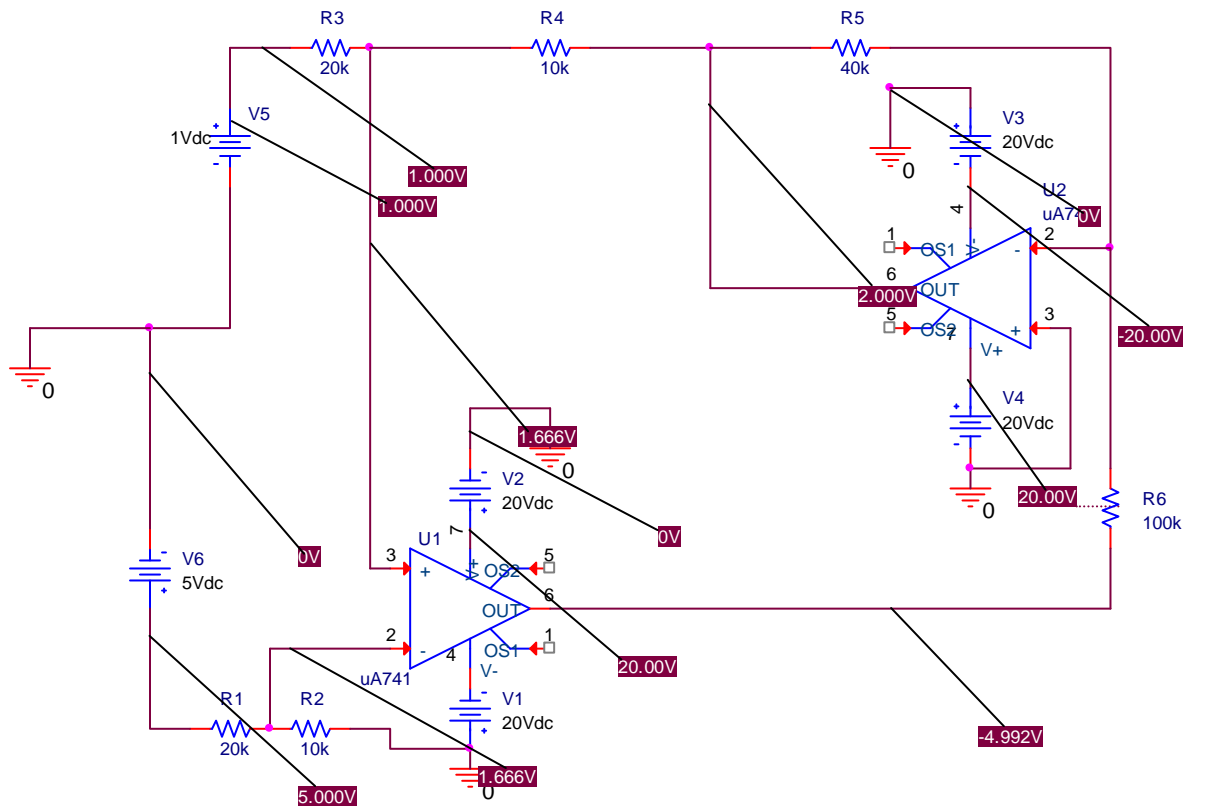 R3
R4
R5
20k
10k
40k
V5
1Vdc
V3
20Vdc
0
1.000V
1.000V
U2
uA74
0V
4
1
OS1
V-
2
-
6
OUT
2.000V
5
OS2
7
+
3
V+
-20.00V
0
V4
20Vdc
1.666V
0
V2
20Vdc
20.00V
0
R6
100k
0V
U1
7
V6
5Vdc
0V
3
+
V+
OS2
5
OUT
6
2
-
4
OS1
1
V-
uA741
20.00V
R1
R2
V1
20Vdc
20k
10k
-4.992V
1.666V
0
5.000V